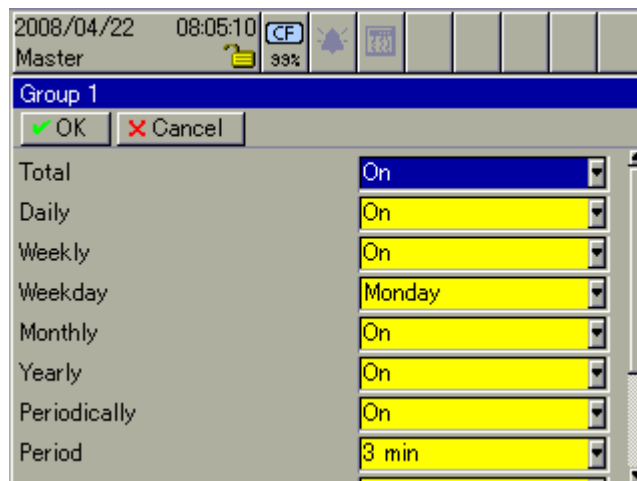 2008/04/22 08:05:10 CF
Master 99%
Group 1
OK Cancel
Total On
Daily On
Weekly On
Weekday Monday
Monthly On
Yearly On
Periodically On
Period 3 min